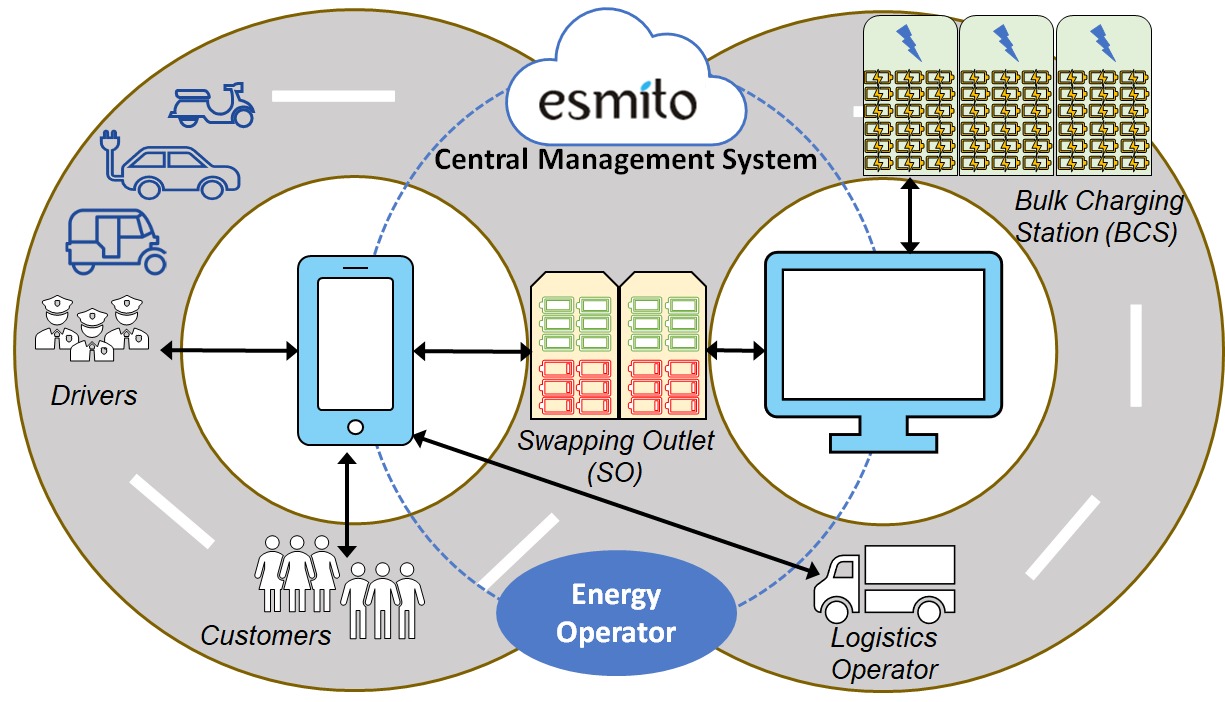 esmito
Central Management System
Bulk Charging
Station (BCS)
Drivers
Swapping Outlet
(SO)
Energy
Operator
Customers
Logistics
Operator